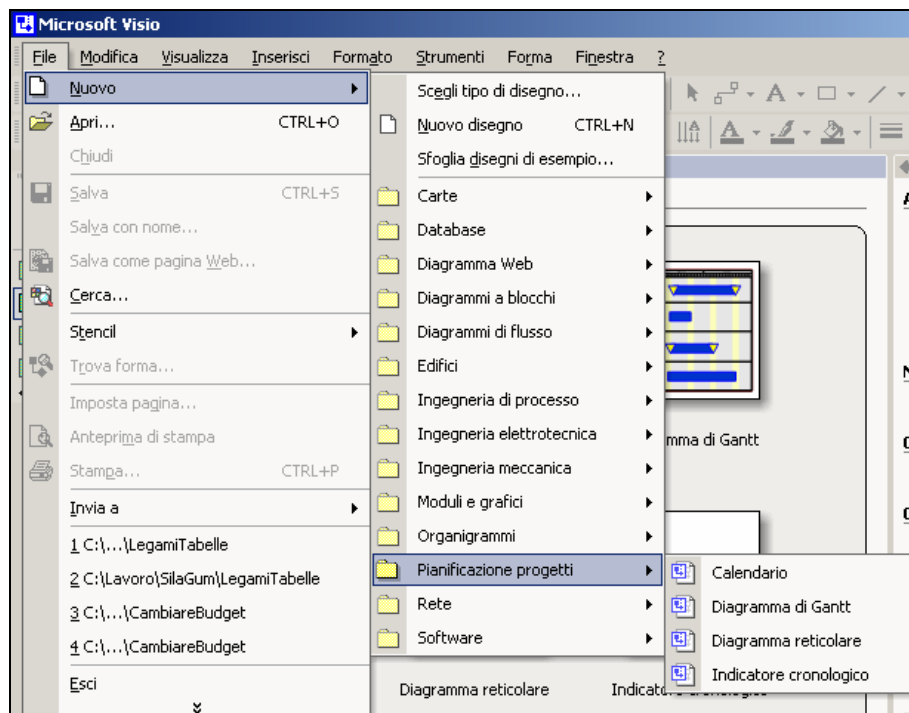 Microsoft Visio
File Modifica Visualizza Inserisci Formato Strumenti Forma Finestra ?
Nuovo
Apri... CTRL+O
Chiudi
Salva CTRL+S
Salva con nome...
Salva come pagina Web...
Cerca...
Stencil
Trova forma...
Imposta pagina...
Anteprima di stampa
Stampa... CTRL+P
Invia a
1 C:\...\LegamiTabelle
2 C:\Lavoro\SilaGum\LegamiTabelle
3 C:\...\CambiareBudget
4 C:\...\CambiareBudget
Esci
Scegli tipo di disegno...
Nuovo disegno CTRL+N
Sfoglia disegni di esempio...
Carte
Database
Diagramma Web
Diagrammi a blocchi
Diagrammi di flusso
Edifici
Ingegneria di processo
Ingegneria elettrotecnica
Ingegneria meccanica
Moduli e grafici
Organigrammi
Pianificazione progetti
Rete
Software
Calendario
Diagramma di Gantt
Diagramma reticolare
Indicatore cronologico
mma di Gantt
Diagramma reticolare
Indicatore cronologico